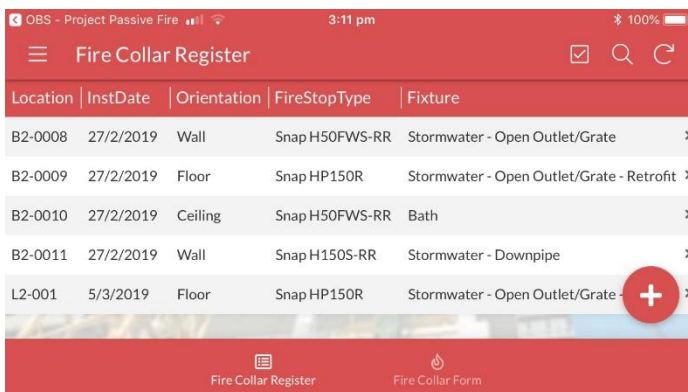 OBS - Project Passive Fire 3:11 pm 100%
Fire Collar Register
Location InstDate Orientation FireStopType Fixture
B2-0008 27/2/2019 Wall Snap H50FWS-RR Stormwater - Open Outlet/Grate
B2-0009 27/2/2019 Floor Snap HP150R Stormwater - Open Outlet/Grate - Retrofit
B2-0010 27/2/2019 Ceiling Snap H50FWS-RR Bath
B2-0011 27/2/2019 Wall Snap H150S-RR Stormwater - Downpipe
L2-001 5/3/2019 Floor Snap HP150R Stormwater - Open Outlet/Grate -
Fire Collar Register Fire Collar Form